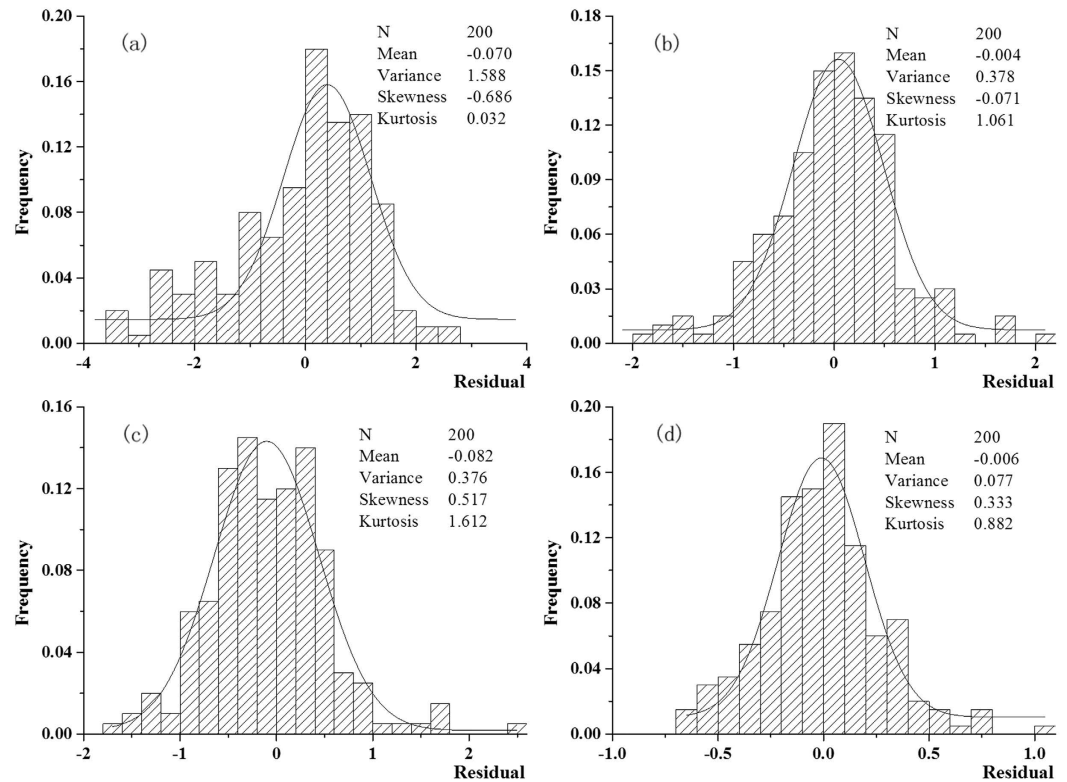 (a)
N 200
Mean -0.070
Variance 1.588
Skewness -0.686
Kurtosis 0.032
Frequency
0.20
0.16
0.12
0.08
0.04
0.00
-4 -2 0 2 4
Residual
(b)
N 200
Mean -0.004
Variance 0.378
Skewness -0.071
Kurtosis 1.061
Frequency
0.18
0.15
0.12
0.09
0.06
0.03
0.00
-2 -1 0 1 2
Residual
(c)
N 200
Mean -0.082
Variance 0.376
Skewness 0.517
Kurtosis 1.612
Frequency
0.16
0.12
0.08
0.04
0.00
-2 -1 0 1 2
Residual
(d)
N 200
Mean -0.006
Variance 0.077
Skewness 0.333
Kurtosis 0.882
Frequency
0.20
0.16
0.12
0.08
0.04
0.00
-1.0 -0.5 0.0 0.5 1.0
Residual